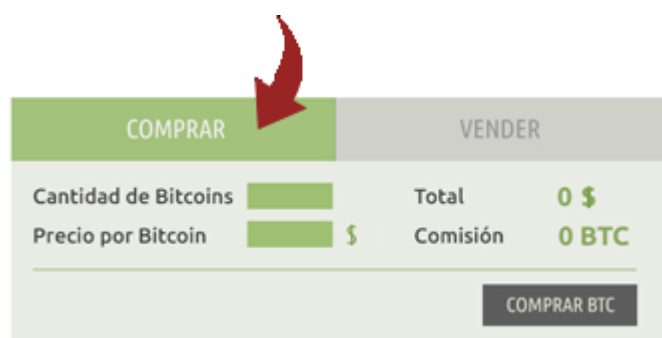 COMPRAR VENDER
Cantidad de Bitcoins Total 0 $
Precio por Bitcoin $ Comisión 0 BTC
COMPRAR BTC